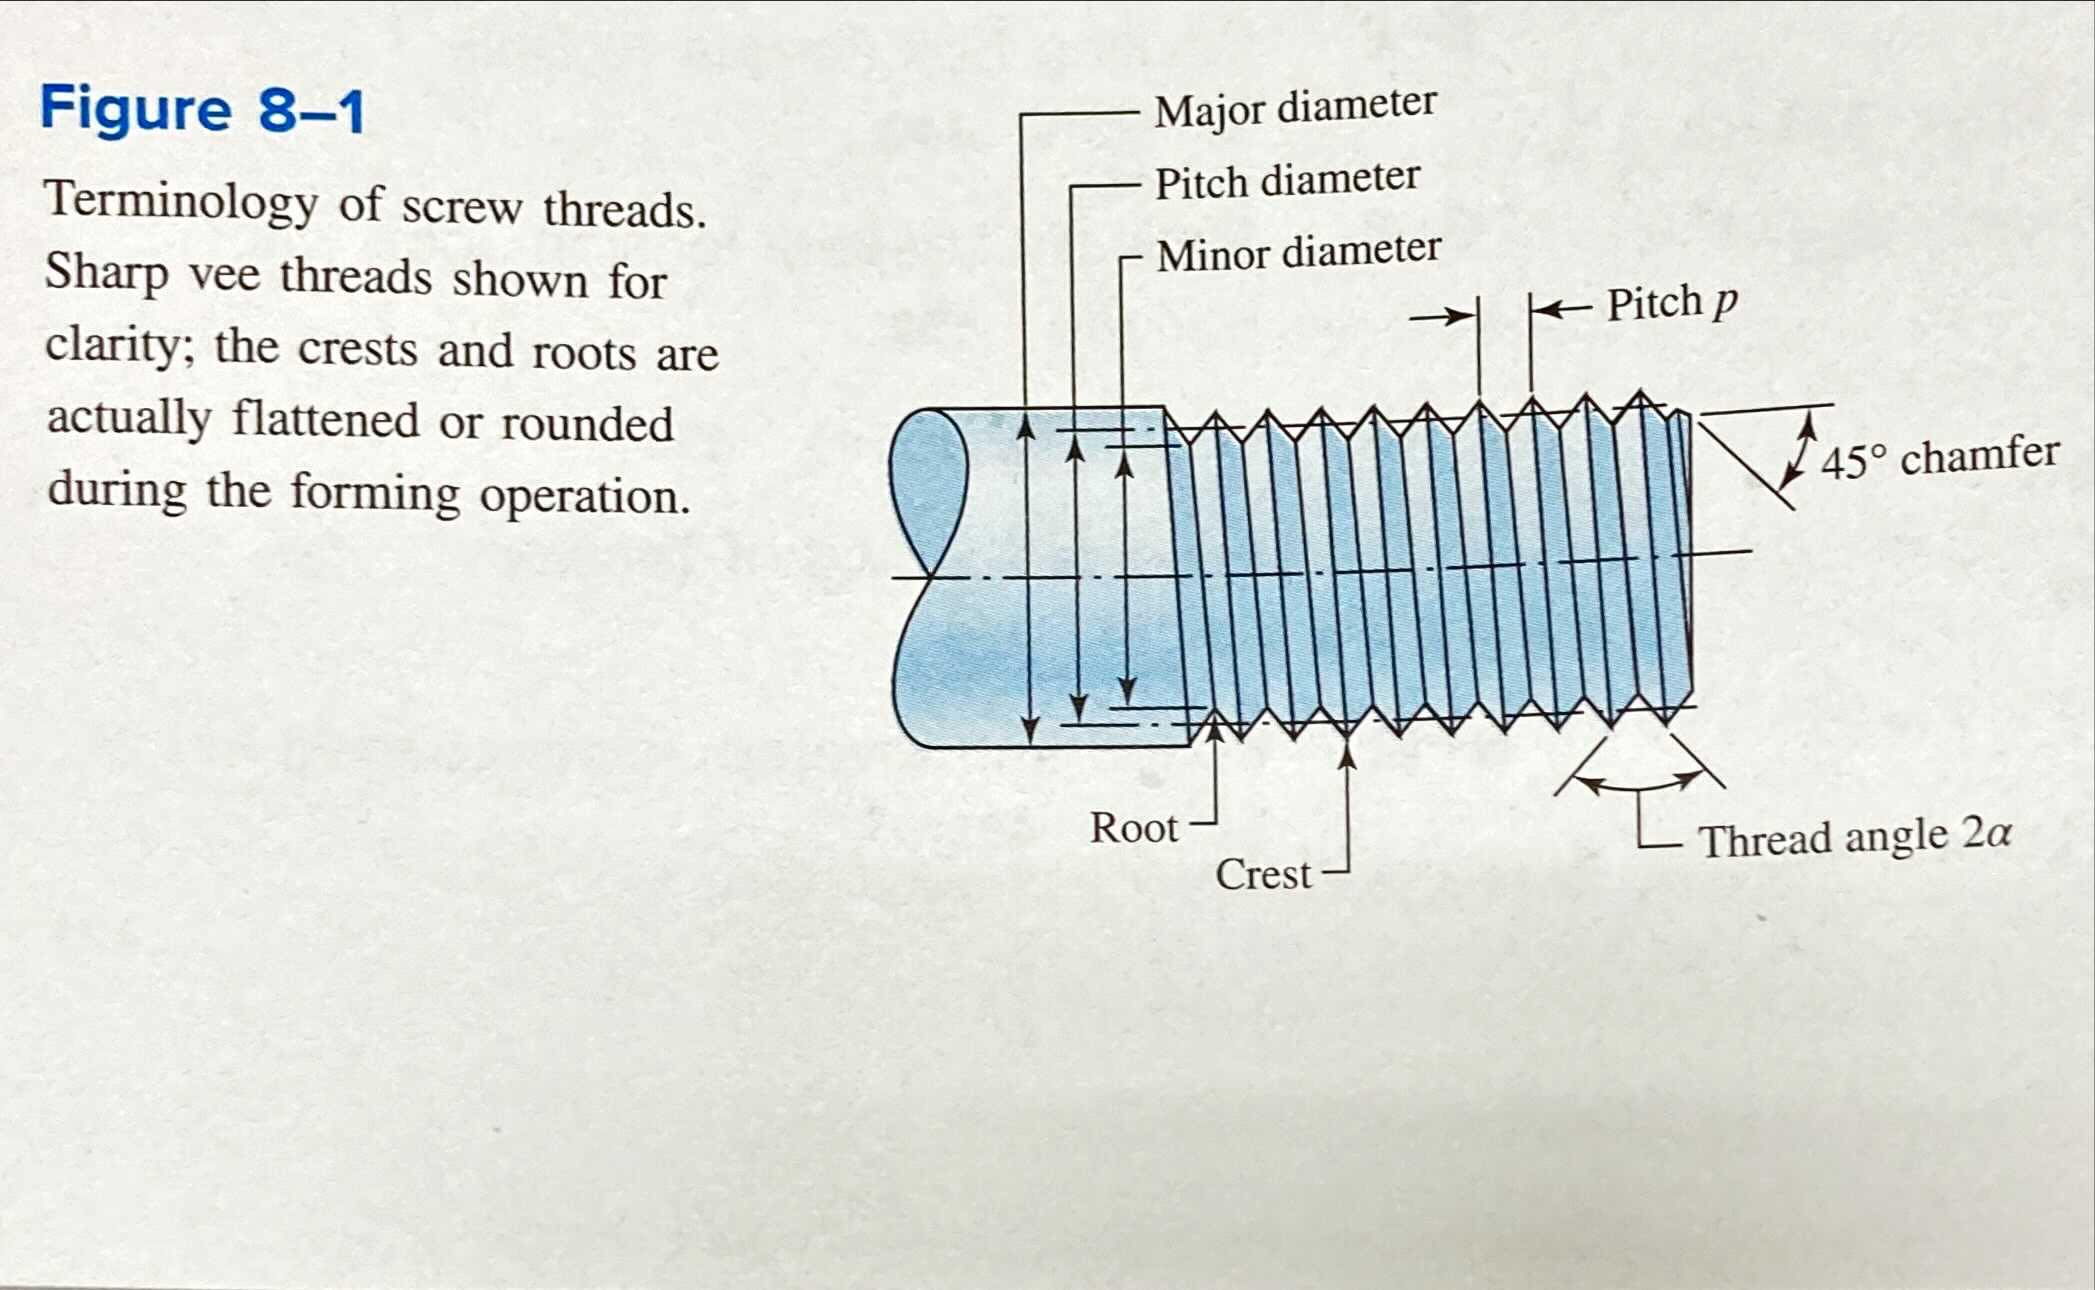 Figure 8–1
Terminology of screw threads.
Sharp vee threads shown for
clarity; the crests and roots are
actually flattened or rounded
during the forming operation.
Major diameter
Pitch diameter
Minor diameter
Pitch p
45° chamfer
Root
Crest
Thread angle 2α